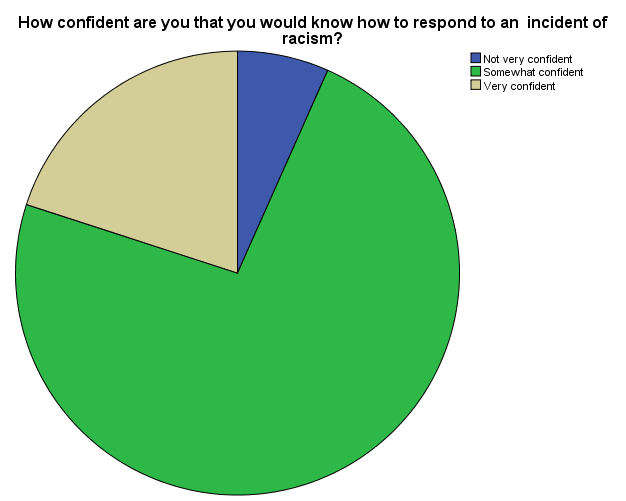 How confident are you that you would know how to respond to an  incident of
racism?
Not very confident
Somewhat confident
Very confident